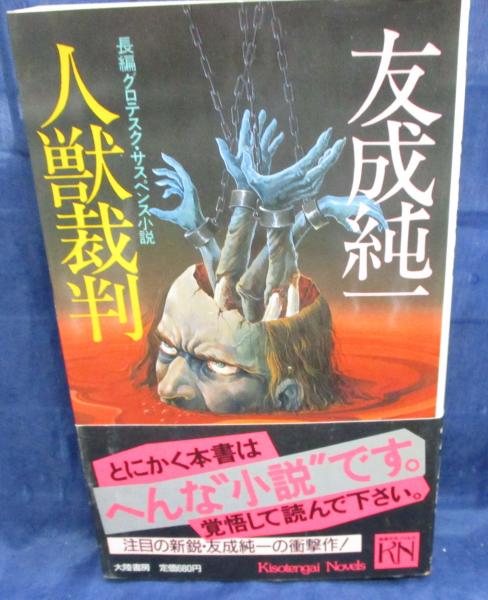 友成純一
長編グロテスク・サスペンス小説
人獣裁判
とにかく本書は
へんな“小説”です。
覚悟して読んで下さい。
注目の新鋭・友成純一の衝撃作!
大陸書房 定価680円
Kisotengai Novels
KN